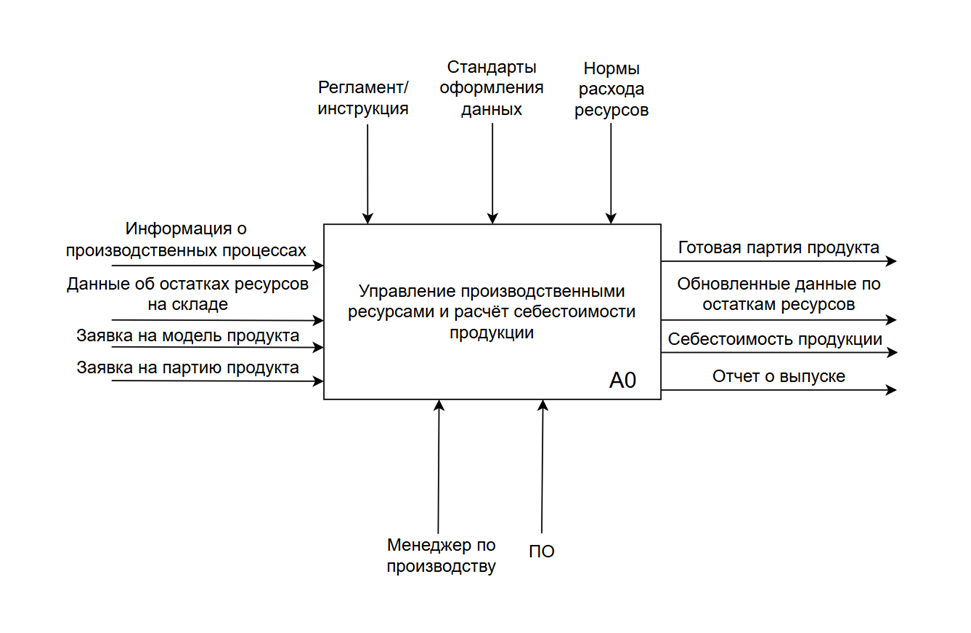 Регламент/
инструкция
Стандарты
оформления
данных
Нормы
расхода
ресурсов
Информация о
производственных процессах
Данные об остатках ресурсов
на складе
Заявка на модель продукта
Заявка на партию продукта
Управление производственными
ресурсами и расчёт себестоимости
продукции
A0
Готовая партия продукта
Обновленные данные по
остаткам ресурсов
Себестоимость продукции
Отчет о выпуске
Менеджер по
производству
ПО